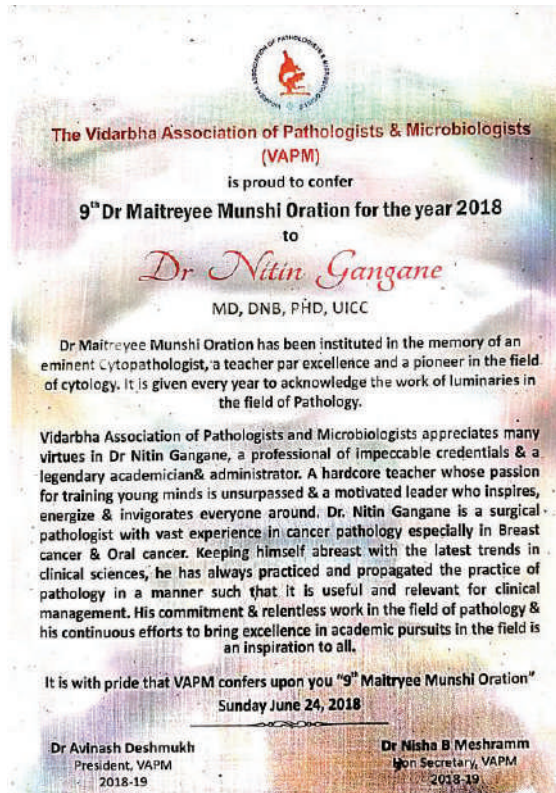 VIDARBHA ASSOCIATION OF PATHOLOGISTS & MICROBIOLOGISTS
The Vidarbha Association of Pathologists & Microbiologists
(VAPM)
is proud to confer
9th Dr Maitreyee Munshi Oration for the year 2018
to
Dr Nitin Gangane
MD, DNB, PHD, UICC
Dr Maitreyee Munshi Oration has been instituted in the memory of an
eminent Cytopathologist, a teacher par excellence and a pioneer in the field
of cytology. It is given every year to acknowledge the work of luminaries in
the field of Pathology.
Vidarbha Association of Pathologists and Microbiologists appreciates many
virtues in Dr Nitin Gangane, a professional of impeccable credentials & a
legendary academician& administrator. A hardcore teacher whose passion
for training young minds is unsurpassed & a motivated leader who inspires,
energize & invigorates everyone around. Dr. Nitin Gangane is a surgical
pathologist with vast experience in cancer pathology especially in Breast
cancer & Oral cancer. Keeping himself abreast with the latest trends in
clinical sciences, he has always practiced and propagated the practice of
pathology in a manner such that it is useful and relevant for clinical
management. His commitment & relentless work in the field of pathology &
his continuous efforts to bring excellence in academic pursuits in the field is
an inspiration to all.
It is with pride that VAPM confers upon you "9th Maitryee Munshi Oration"
Sunday June 24, 2018
Dr Avinash Deshmukh
President, VAPM
2018-19
Dr Nisha B Meshramm
Hon Secretary, VAPM
2018-19